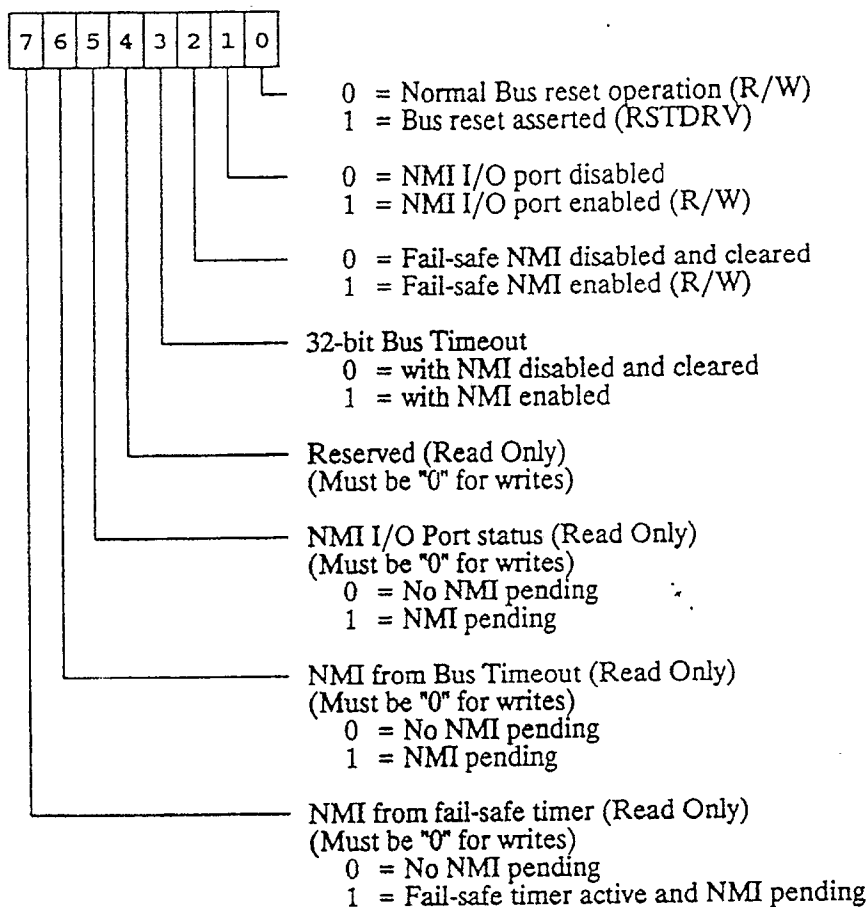 7 6 5 4 3 2 1 0
0 = Normal Bus reset operation (R/W)
1 = Bus reset asserted (RSTDRV)
0 = NMI I/O port disabled
1 = NMI I/O port enabled (R/W)
0 = Fail-safe NMI disabled and cleared
1 = Fail-safe NMI enabled (R/W)
32-bit Bus Timeout
0 = with NMI disabled and cleared
1 = with NMI enabled
Reserved (Read Only)
(Must be "0" for writes)
NMI I/O Port status (Read Only)
(Must be "0" for writes)
0 = No NMI pending
1 = NMI pending
NMI from Bus Timeout (Read Only)
(Must be "0" for writes)
0 = No NMI pending
1 = NMI pending
NMI from fail-safe timer (Read Only)
(Must be "0" for writes)
0 = No NMI pending
1 = Fail-safe timer active and NMI pending